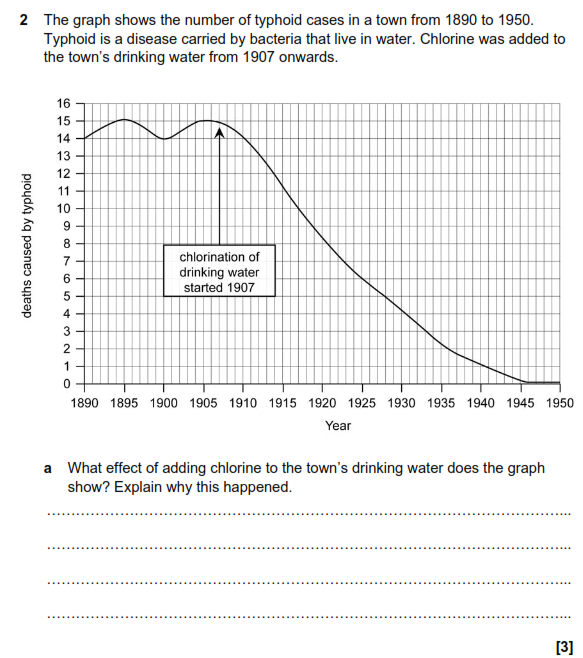 2 The graph shows the number of typhoid cases in a town from 1890 to 1950.
Typhoid is a disease carried by bacteria that live in water. Chlorine was added to
the town's drinking water from 1907 onwards.
deaths caused by typhoid
16
15
14
13
12
11
10
9
8
7
6
5
4
3
2
1
0
chlorination of
drinking water
started 1907
1890 1895 1900 1905 1910 1915 1920 1925 1930 1935 1940 1945 1950
Year
a What effect of adding chlorine to the town's drinking water does the graph
show? Explain why this happened.
[3]